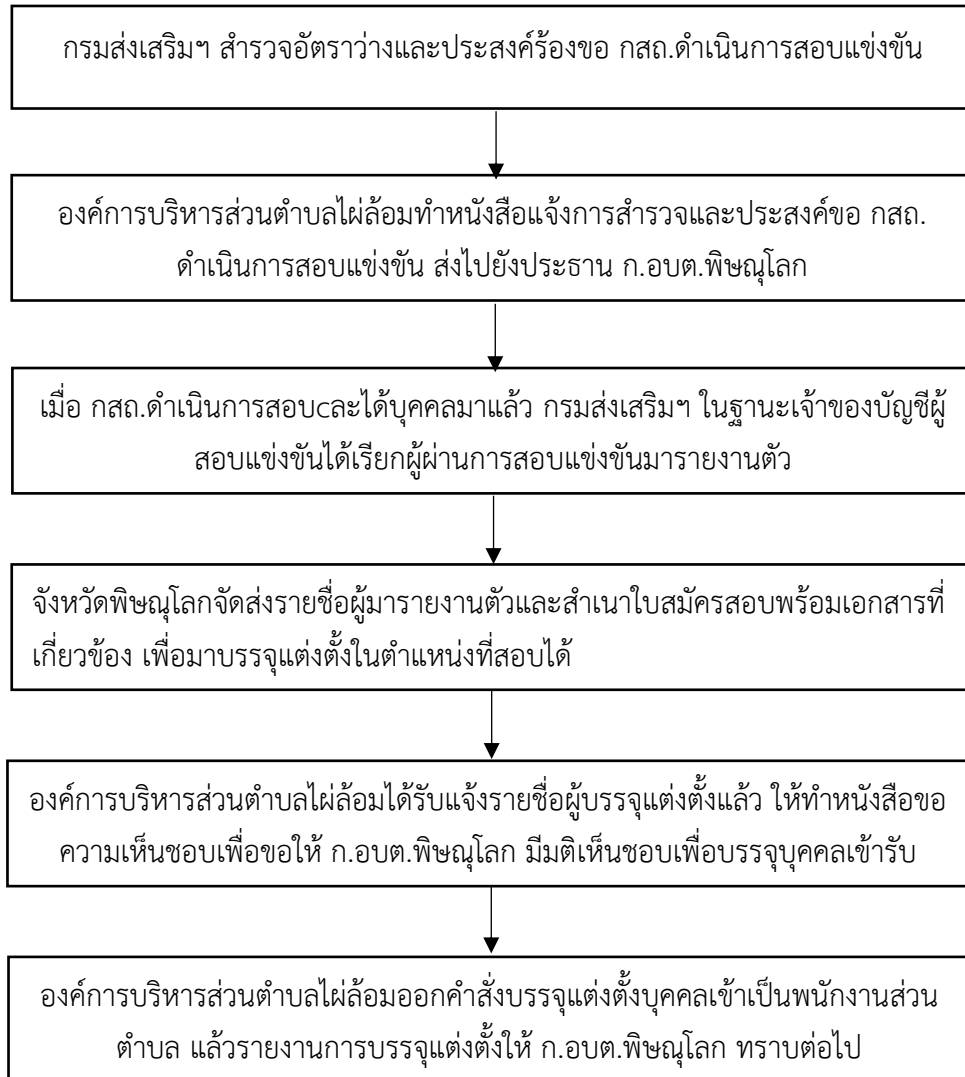 กรมส่งเสริมฯ สำรวจอัตราว่างและประสงค์ร้องขอ กสถ.ดำเนินการสอบแข่งขัน
องค์การบริหารส่วนตำบลไผ่ล้อมทำหนังสือแจ้งการสำรวจและประสงค์ขอ กสถ.
ดำเนินการสอบแข่งขัน ส่งไปยังประธาน ก.อบต.พิษณุโลก
เมื่อ กสถ.ดำเนินการสอบcละได้บุคคลมาแล้ว กรมส่งเสริมฯ ในฐานะเจ้าของบัญชีผู้
สอบแข่งขันได้เรียกผู้ผ่านการสอบแข่งขันมารายงานตัว
จังหวัดพิษณุโลกจัดส่งรายชื่อผู้มารายงานตัวและสำเนาใบสมัครสอบพร้อมเอกสารที่
เกี่ยวข้อง เพื่อมาบรรจุแต่งตั้งในตำแหน่งที่สอบได้
องค์การบริหารส่วนตำบลไผ่ล้อมได้รับแจ้งรายชื่อผู้บรรจุแต่งตั้งแล้ว ให้ทำหนังสือขอ
ความเห็นชอบเพื่อขอให้ ก.อบต.พิษณุโลก มีมติเห็นชอบเพื่อบรรจุบุคคลเข้ารับ
องค์การบริหารส่วนตำบลไผ่ล้อมออกคำสั่งบรรจุแต่งตั้งบุคคลเข้าเป็นพนักงานส่วน
ตำบล แล้วรายงานการบรรจุแต่งตั้งให้ ก.อบต.พิษณุโลก ทราบต่อไป